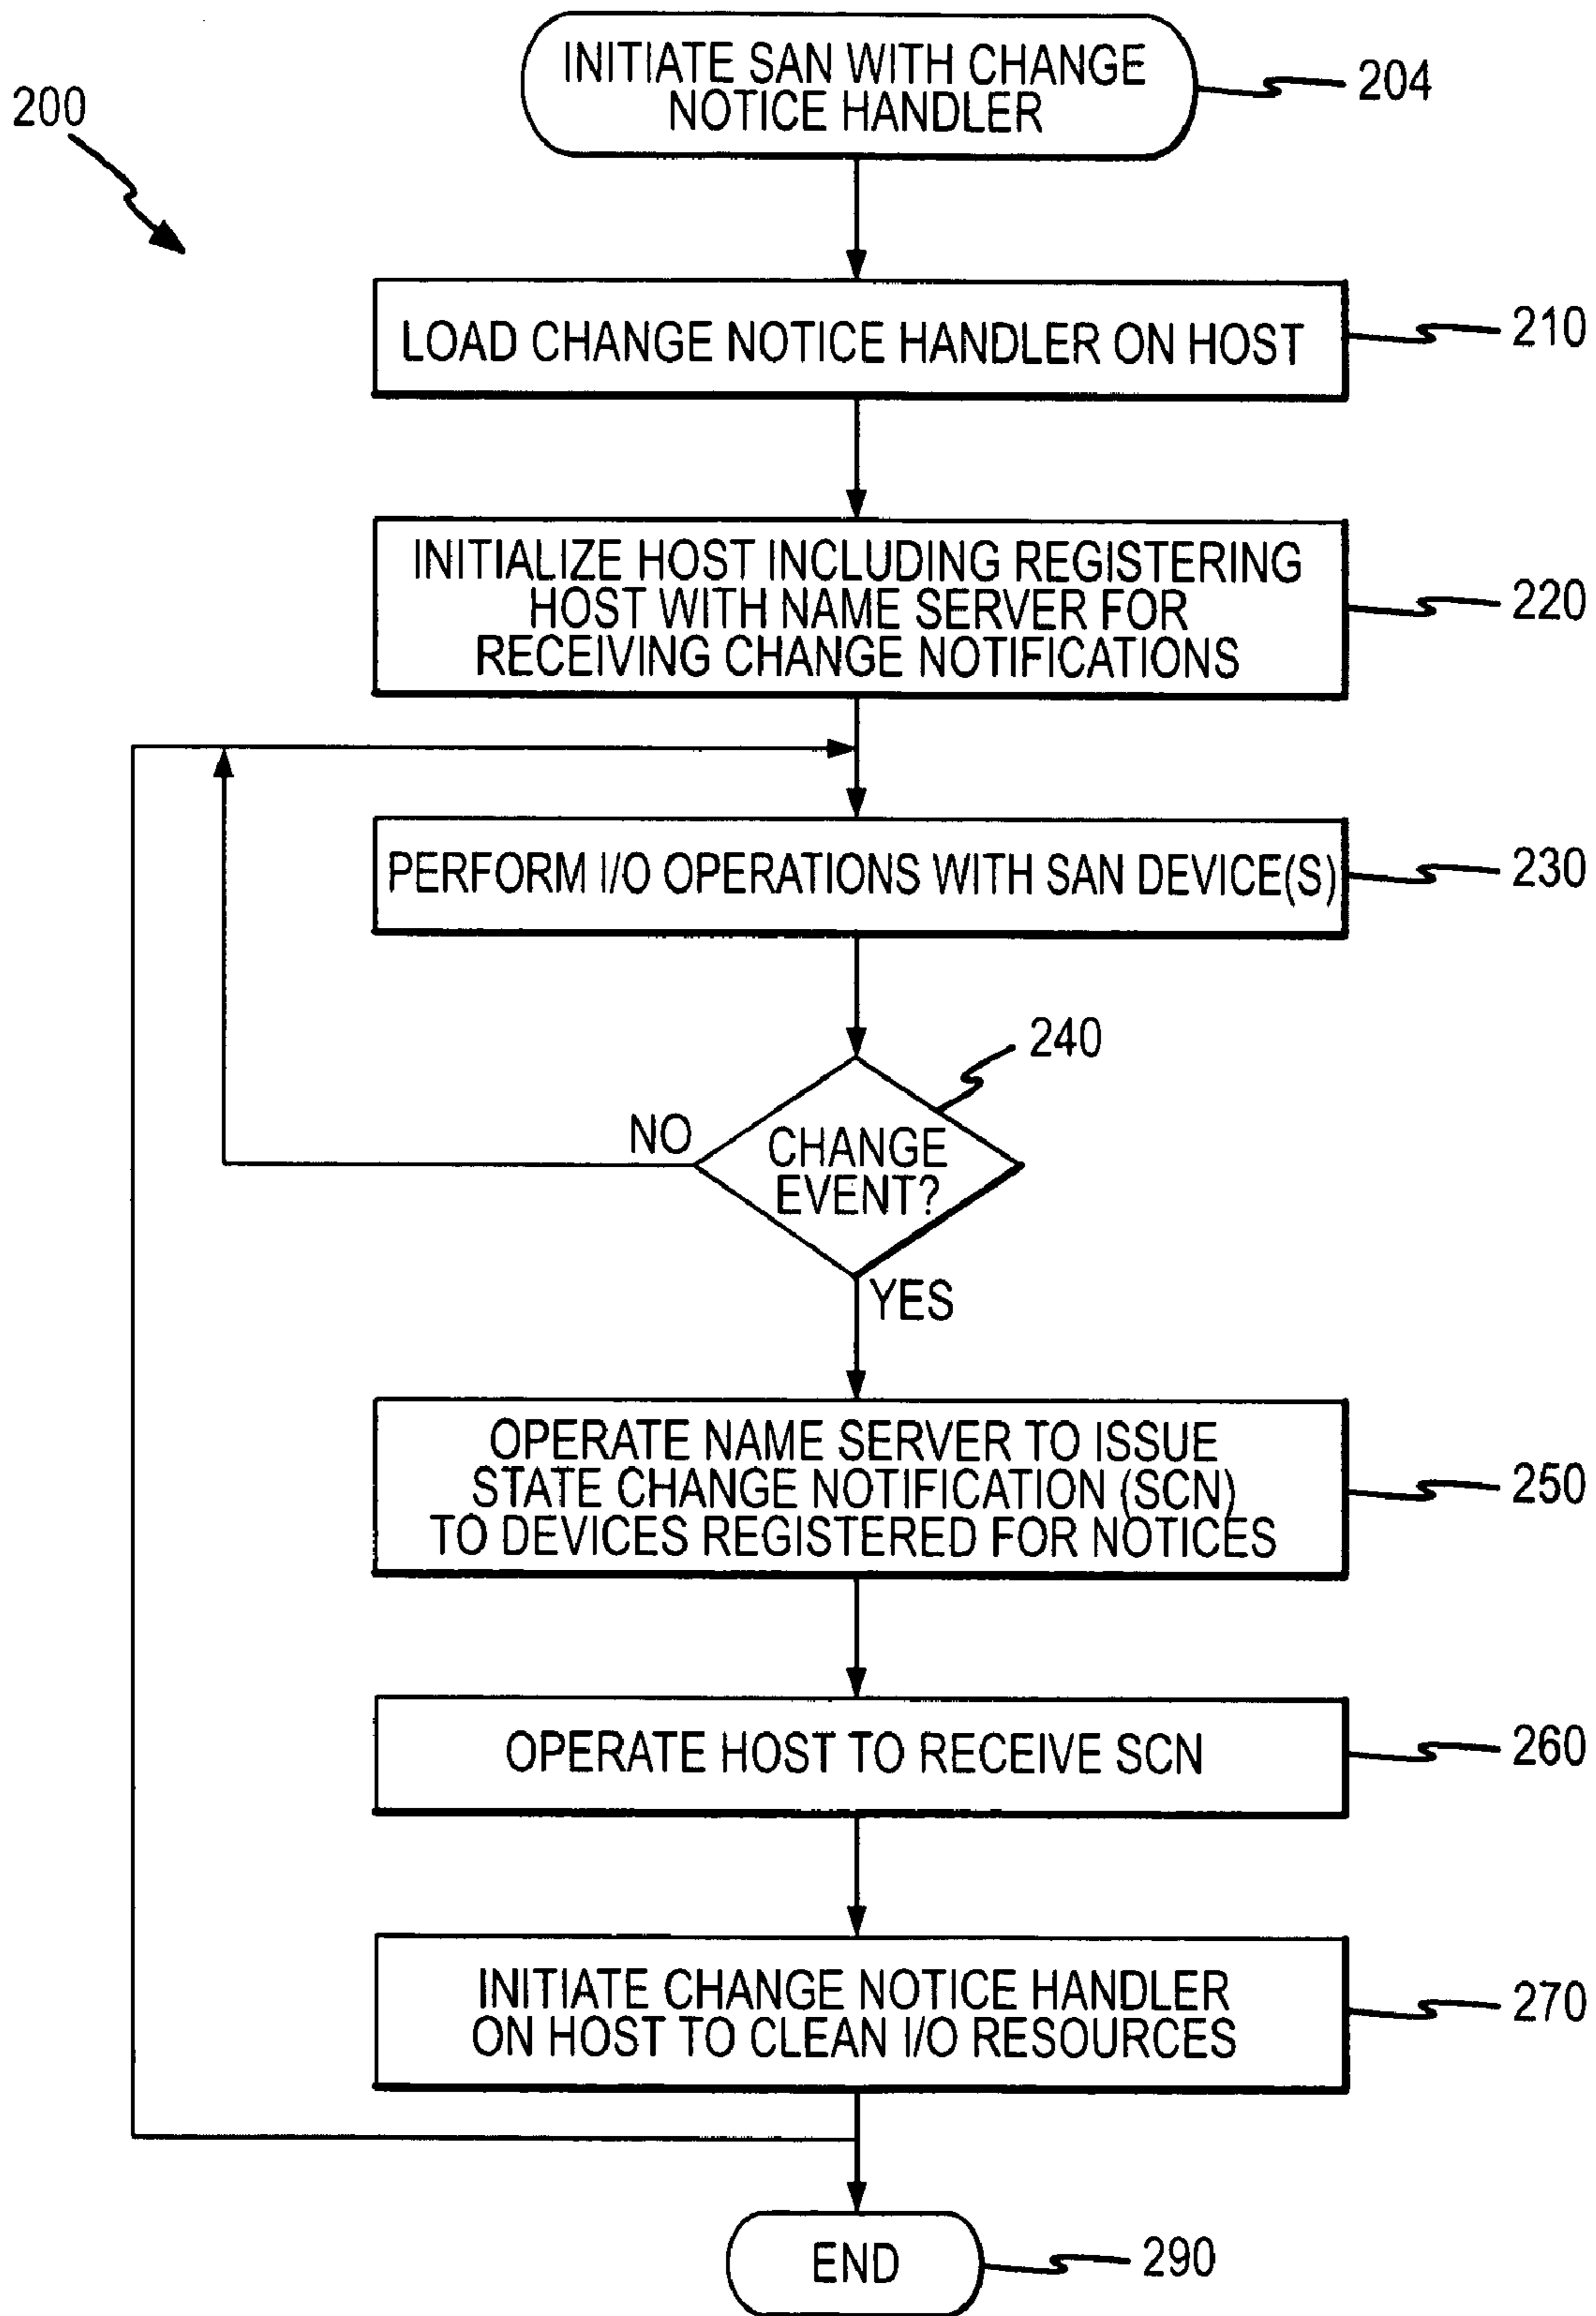 INITIATE SAN WITH CHANGE
NOTICE HANDLER
204
200
LOAD CHANGE NOTICE HANDLER ON HOST
210
INITIALIZE HOST INCLUDING REGISTERING
HOST WITH NAME SERVER FOR
RECEIVING CHANGE NOTIFICATIONS
220
PERFORM I/O OPERATIONS WITH SAN DEVICE(S)
230
240
NO
CHANGE
EVENT?
YES
OPERATE NAME SERVER TO ISSUE
STATE CHANGE NOTIFICATION (SCN)
TO DEVICES REGISTERED FOR NOTICES
250
OPERATE HOST TO RECEIVE SCN
260
INITIATE CHANGE NOTICE HANDLER
ON HOST TO CLEAN I/O RESOURCES
270
END
290